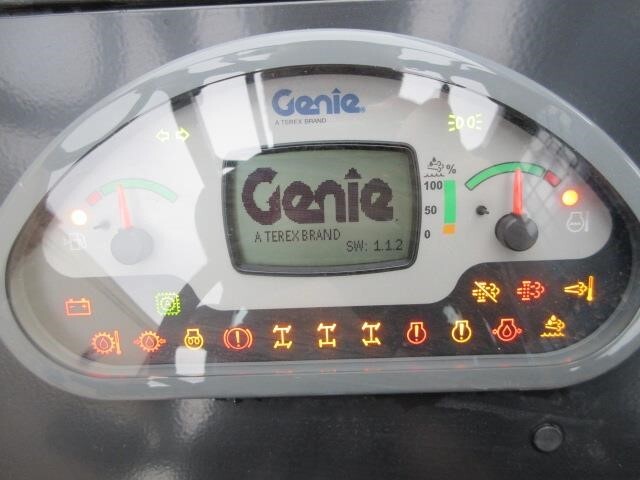 Genie
A TEREX BRAND
Genie
A TEREX BRAND
SW: 1.1.2
%
100
50
0